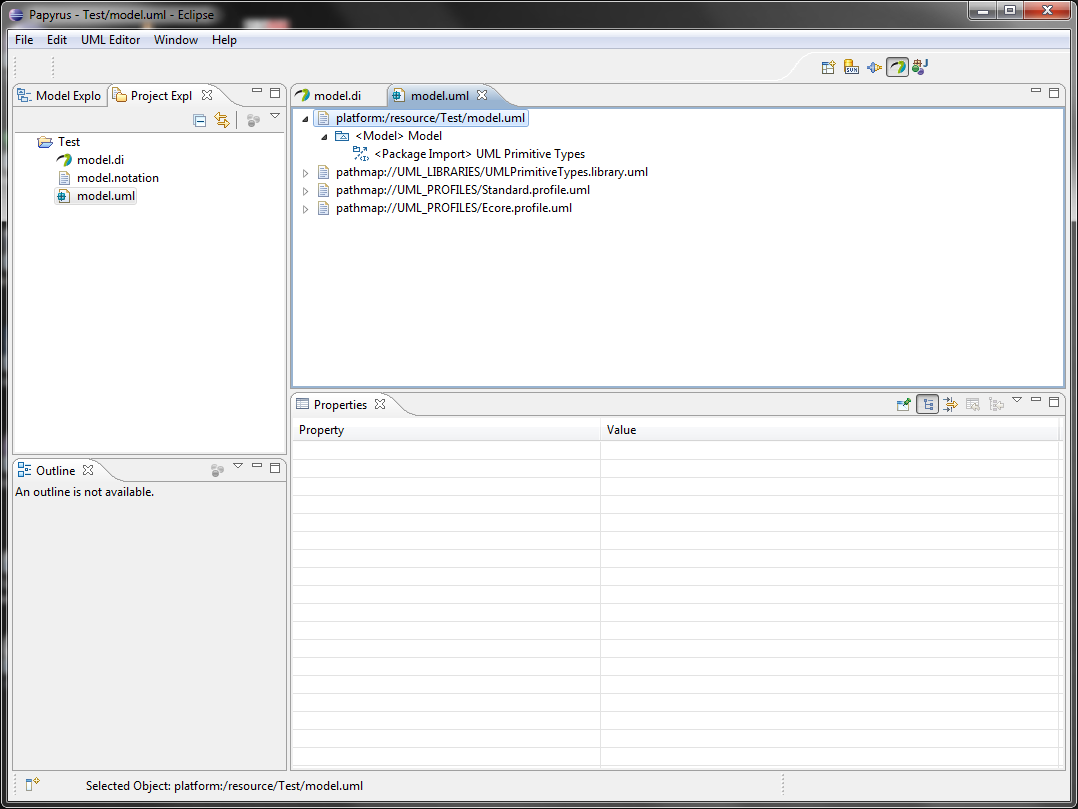 Papyrus - Test/model.uml - Eclipse
File Edit UML Editor Window Help
Model Explo Project Expl
Test
model.di
model.notation
model.uml
Outline
An outline is not available.
model.di model.uml
platform:/resource/Test/model.uml
<Model> Model
<Package Import> UML Primitive Types
pathmap://UML_LIBRARIES/UMLPrimitiveTypes.library.uml
pathmap://UML_PROFILES/Standard.profile.uml
pathmap://UML_PROFILES/Ecore.profile.uml
Properties
Property Value
Selected Object: platform:/resource/Test/model.uml